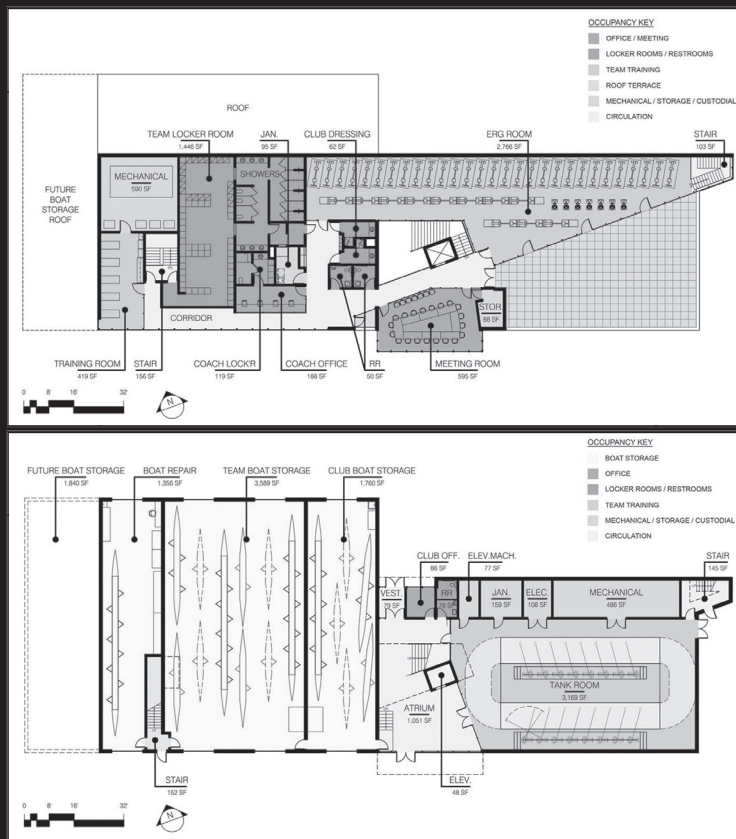 OCCUPANCY KEY
OFFICE / MEETING
LOCKER ROOMS / RESTROOMS
TEAM TRAINING
ROOF TERRACE
MECHANICAL / STORAGE / CUSTODIAL
CIRCULATION
ROOF
TEAM LOCKER ROOM
1,446 SF
JAN.
95 SF
CLUB DRESSING
62 SF
ERG ROOM
2,766 SF
STAIR
103 SF
MECHANICAL
590 SF
SHOWERS
FUTURE
BOAT
STORAGE
ROOF
STOR
88 SF
CORRIDOR
TRAINING ROOM
419 SF
STAIR
156 SF
COACH LOCK'R
119 SF
COACH OFFICE
188 SF
RR
50 SF
MEETING ROOM
595 SF
0 8' 16' 32'
N
OCCUPANCY KEY
BOAT STORAGE
OFFICE
LOCKER ROOMS / RESTROOMS
TEAM TRAINING
MECHANICAL / STORAGE / CUSTODIAL
CIRCULATION
FUTURE BOAT STORAGE
1,840 SF
BOAT REPAIR
1,356 SF
TEAM BOAT STORAGE
3,589 SF
CLUB BOAT STORAGE
1,760 SF
CLUB OFF.
86 SF
ELEV.MACH.
77 SF
STAIR
145 SF
VEST.
79 SF
RR
78 SF
JAN.
159 SF
ELEC.
108 SF
MECHANICAL
486 SF
TANK ROOM
3,169 SF
ATRIUM
1,051 SF
STAIR
152 SF
ELEV.
48 SF
0 8' 16' 32'
N